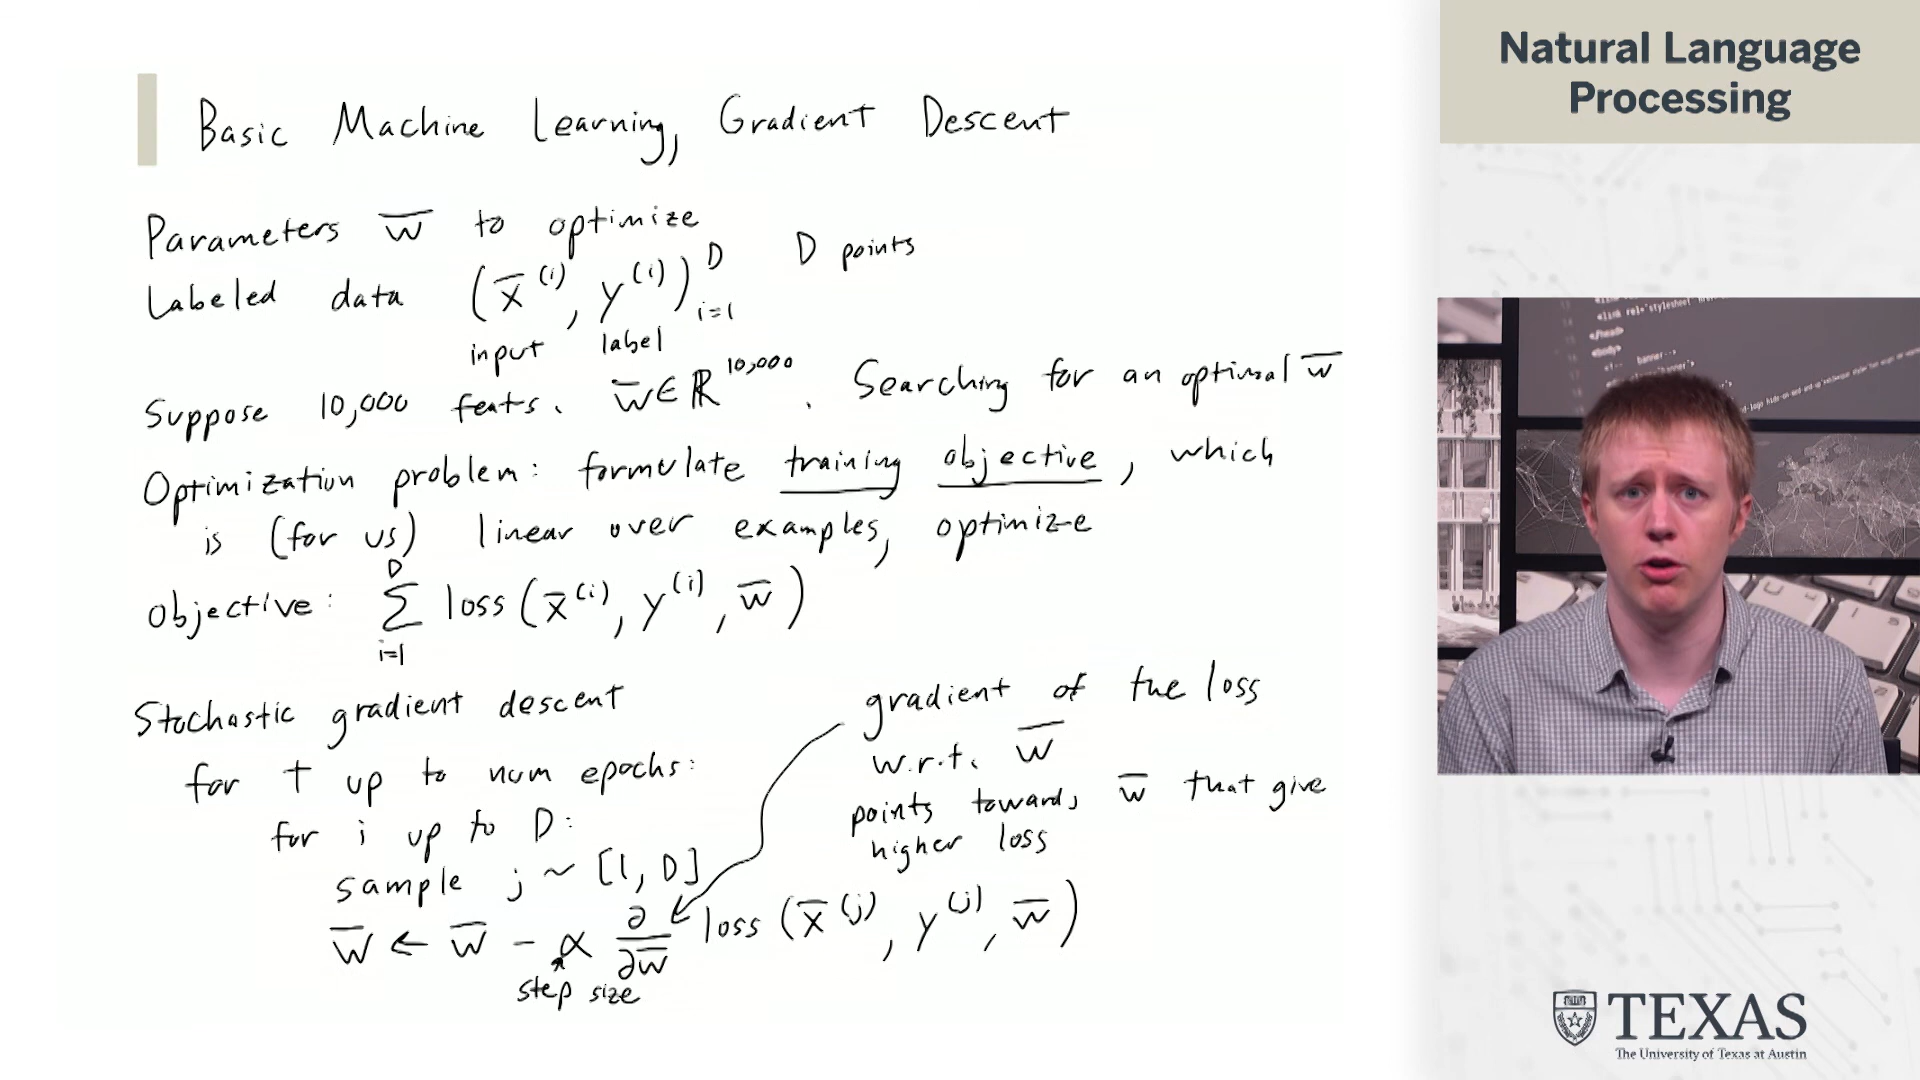 Basic Machine Learning, Gradient Descent
Parameters w̅ to optimize
Labeled data (x̅⁽ⁱ⁾, y⁽ⁱ⁾)ᴰᵢ₌₁ D points
input label
Suppose 10,000 feats. w̅ ∈ ℝ^10,000. Searching for an optimal w̅
Optimization problem: formulate training objective, which
is (for us) linear over examples, optimize
objective: Σᴰᵢ₌₁ loss(x̅⁽ⁱ⁾, y⁽ⁱ⁾, w̅)
Stochastic gradient descent
for t up to num epochs:
for i up to D:
sample j ~ [1, D]
w̅ ← w̅ - α ∂/∂w̅ loss(x̅⁽ʲ⁾, y⁽ʲ⁾, w̅)
step size
gradient of the loss
w.r.t. w̅
points towards w̅ that give
higher loss
Natural Language
Processing
TEXAS
The University of Texas at Austin